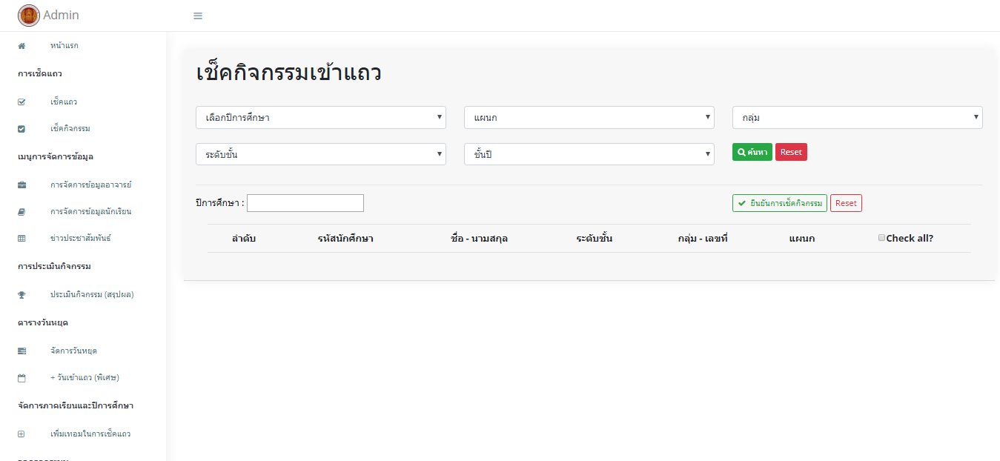 Admin
หน้าแรก
การเช็คแถว
เช็คแถว
เช็คกิจกรรม
เมนูการจัดการข้อมูล
การจัดการข้อมูลอาจารย์
การจัดการข้อมูลนักเรียน
ข่าวประชาสัมพันธ์
การประเมินกิจกรรม
ประเมินกิจกรรม (สรุปผล)
ตารางวันหยุด
จัดการวันหยุด
+ วันเข้าแถว (พิเศษ)
จัดการภาคเรียนและปีการศึกษา
เพิ่มเทอมในการเช็คแถว
เช็คกิจกรรมเข้าแถว
เลือกปีการศึกษา แผนก กลุ่ม
ระดับชั้น ชั้นปี ค้นหา Reset
ปีการศึกษา : ยืนยันการเช็คกิจกรรม Reset
ลำดับ รหัสนักศึกษา ชื่อ - นามสกุล ระดับชั้น กลุ่ม - เลขที่ แผนก Check all?